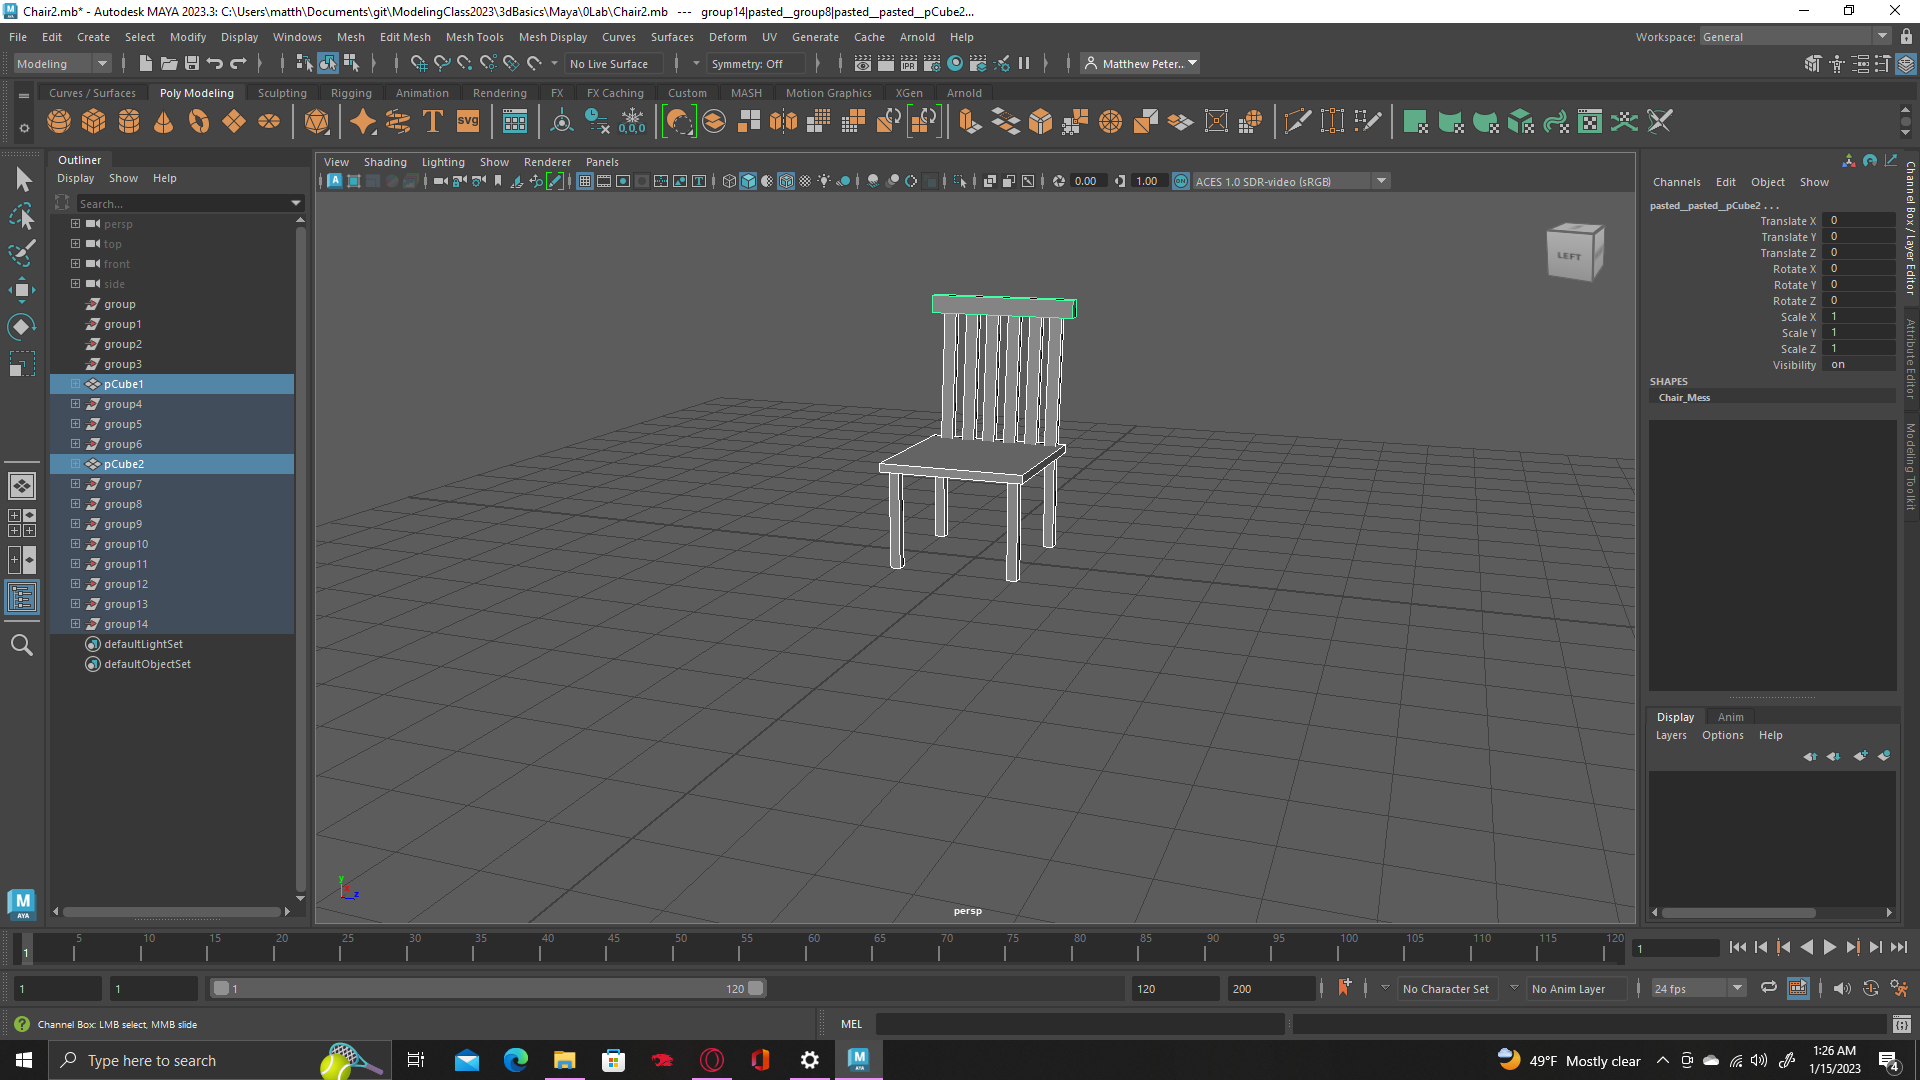 Chair2.mb* - Autodesk MAYA 2023.3: C:\Users\matth\Documents\git\ModelingClass2023\3dBasics\Maya\0Lab\Chair2.mb --- group14|pasted__group8|pasted__pasted__pCube2...
File Edit Create Select Modify Display Windows Mesh Edit Mesh Mesh Tools Mesh Display Curves Surfaces Deform UV Generate Cache Arnold Help
Workspace: General
Modeling
No Live Surface
Symmetry: Off
Matthew Peter..
Curves / Surfaces Poly Modeling Sculpting Rigging Animation Rendering FX FX Caching Custom MASH Motion Graphics XGen Arnold
T svg 0,0,0
Outliner
Display Show Help
Search...
persp
top
front
side
group
group1
group2
group3
pCube1
group4
group5
group6
pCube2
group7
group8
group9
group10
group11
group12
group13
group14
defaultLightSet
defaultObjectSet
View Shading Lighting Show Renderer Panels
0.00 1.00 ACES 1.0 SDR-video (sRGB)
LEFT
y
z
persp
Channels Edit Object Show
pasted__pasted__pCube2 . . .
Translate X 0
Translate Y 0
Translate Z 0
Rotate X 0
Rotate Y 0
Rotate Z 0
Scale X 1
Scale Y 1
Scale Z 1
Visibility on
SHAPES
Chair_Mess
Channel Box / Layer Editor
Attribute Editor
Modeling Toolkit
Display Anim
Layers Options Help
M
AYA
1 5 10 15 20 25 30 35 40 45 50 55 60 65 70 75 80 85 90 95 100 105 110 115 120
1
1 1 1 120 120 200 No Character Set No Anim Layer 24 fps
Channel Box: LMB select, MMB slide
MEL
Type here to search
49°F Mostly clear
1:26 AM
1/15/2023
4